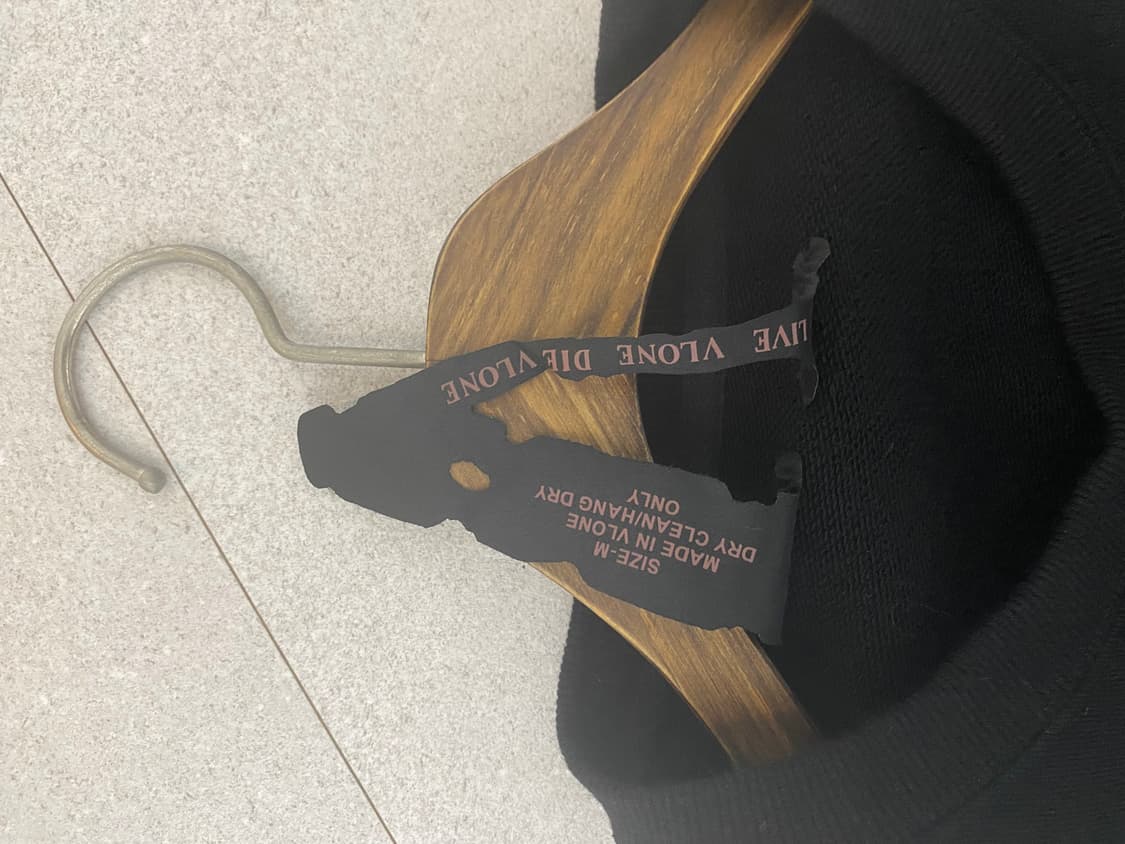 LIVE VLONE DIE VLONE
SIZE-M
MADE IN VLONE
DRY CLEAN/HANG DRY
ONLY